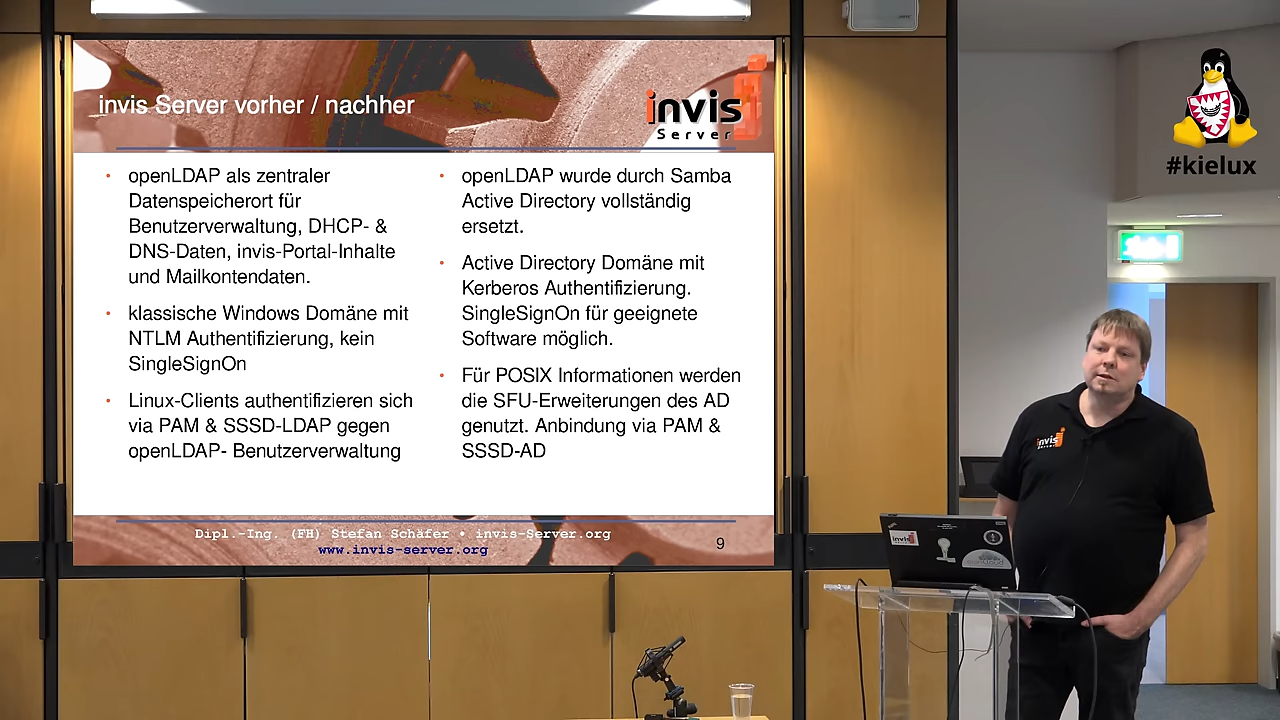 invis Server vorher / nachher
invis
Server
• openLDAP als zentraler
Datenspeicherort für
Benutzerverwaltung, DHCP- &
DNS-Daten, invis-Portal-Inhalte
und Mailkontendaten.
• klassische Windows Domäne mit
NTLM Authentifizierung, kein
SingleSignOn
• Linux-Clients authentifizieren sich
via PAM & SSSD-LDAP gegen
openLDAP- Benutzerverwaltung
• openLDAP wurde durch Samba
Active Directory vollständig
ersetzt.
• Active Directory Domäne mit
Kerberos Authentifizierung.
SingleSignOn für geeignete
Software möglich.
• Für POSIX Informationen werden
die SFU-Erweiterungen des AD
genutzt. Anbindung via PAM &
SSSD-AD
Dipl.-Ing. (FH) Stefan Schäfer • invis-Server.org
www.invis-server.org
9
#kielux
invis
Server
invis